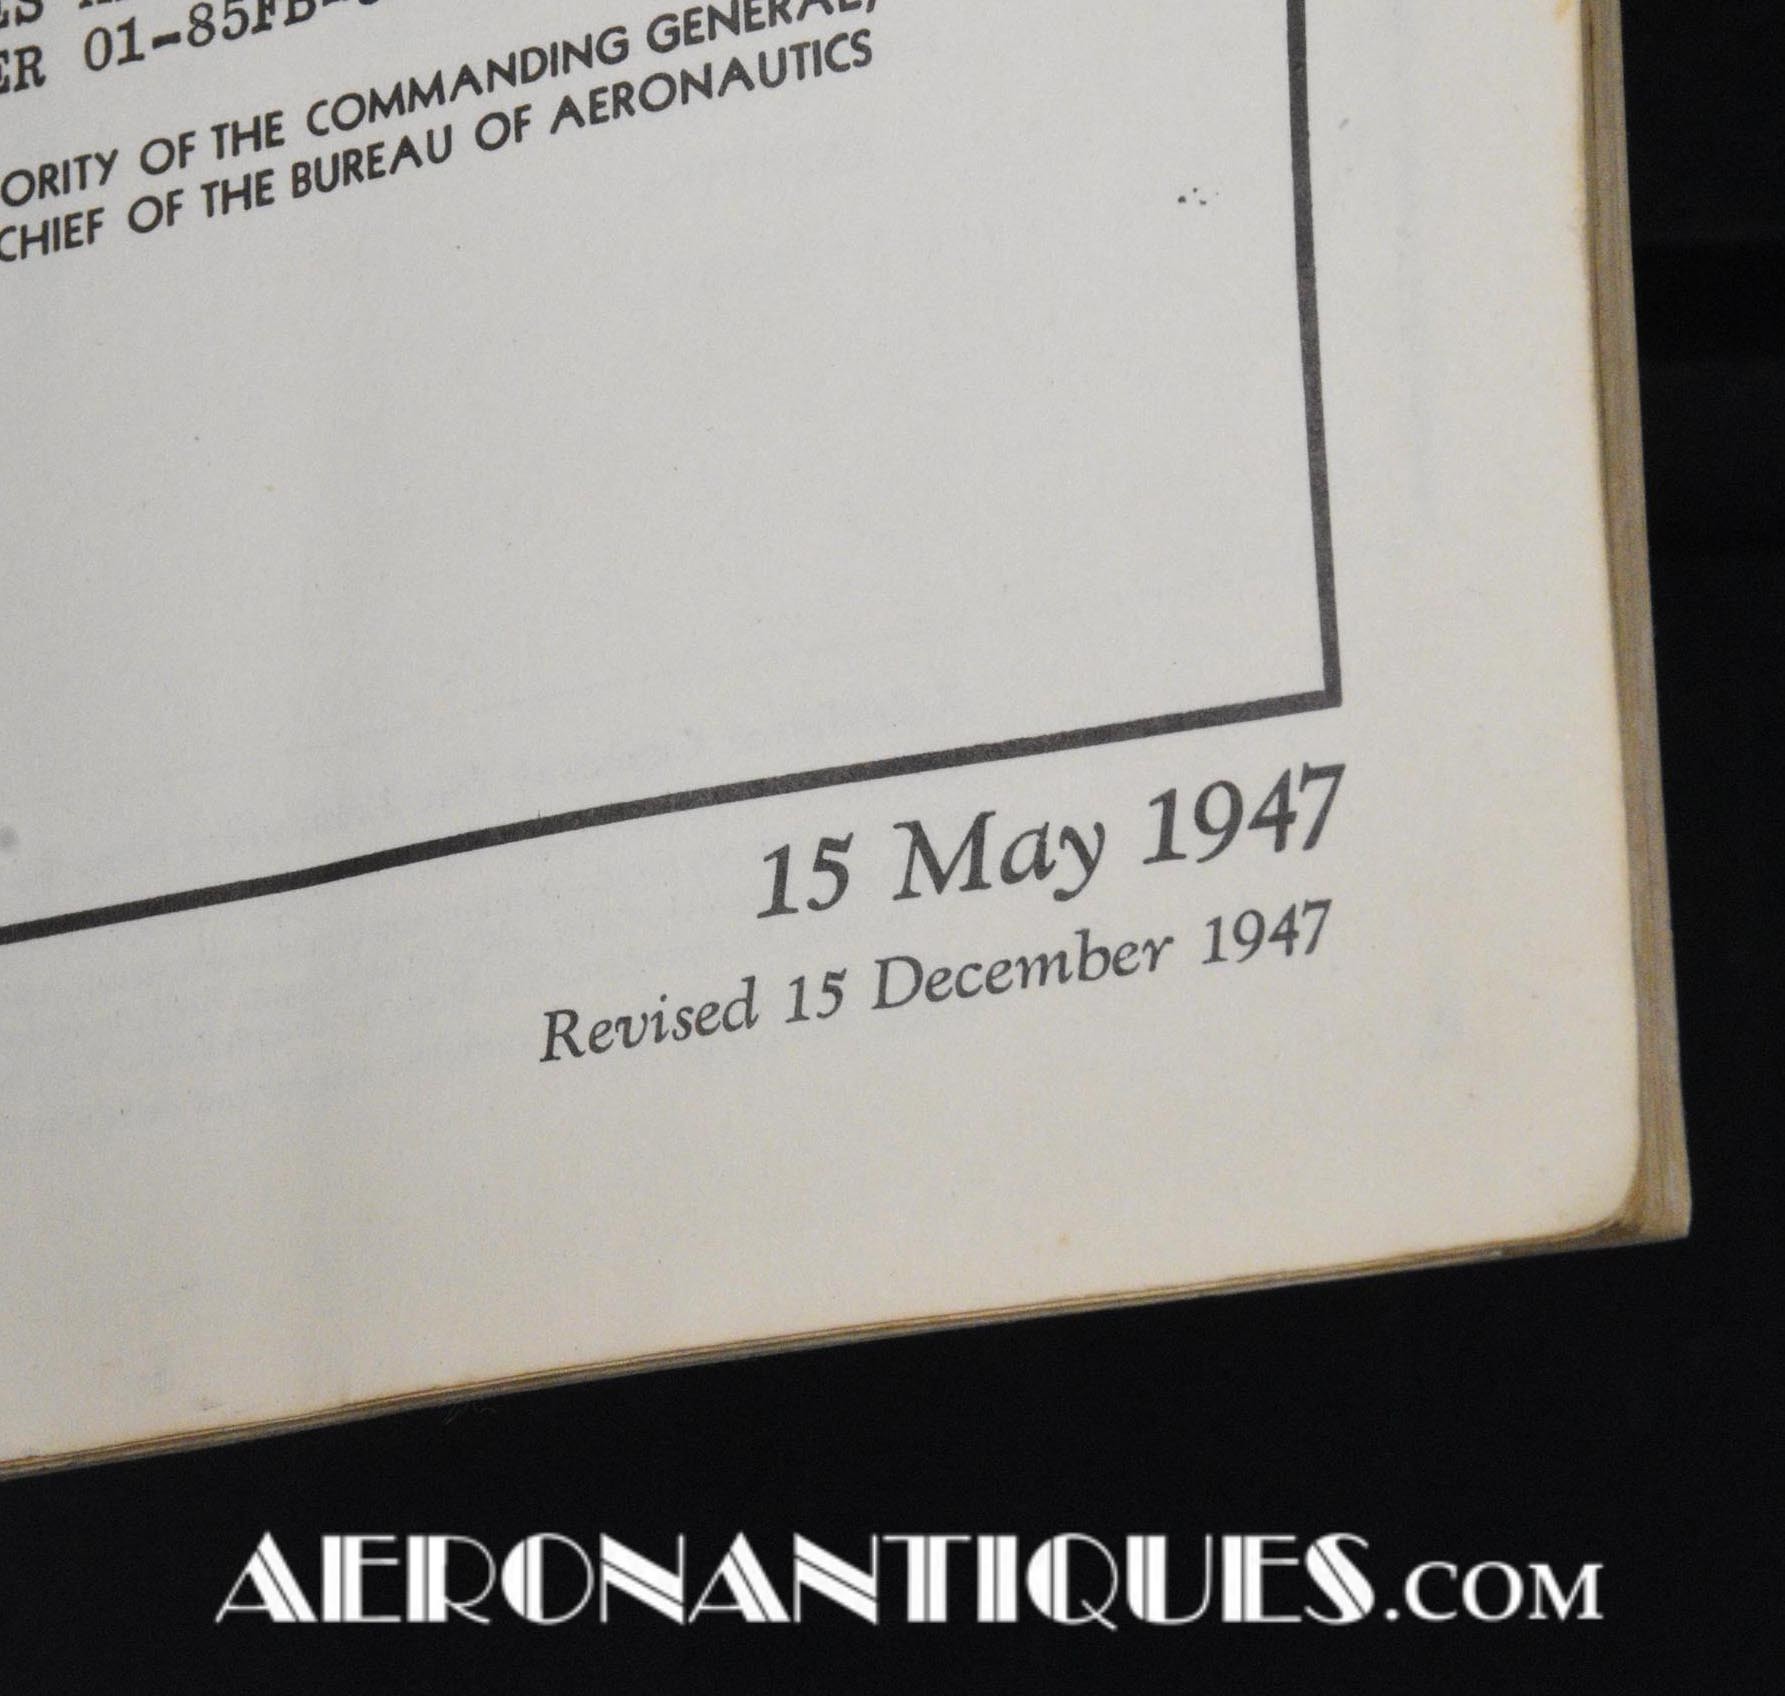 ER 01-85FB-
ORITY OF THE COMMANDING GENERAL,
CHIEF OF THE BUREAU OF AERONAUTICS
15 May 1947
Revised 15 December 1947
AERONANTIQUES.COM